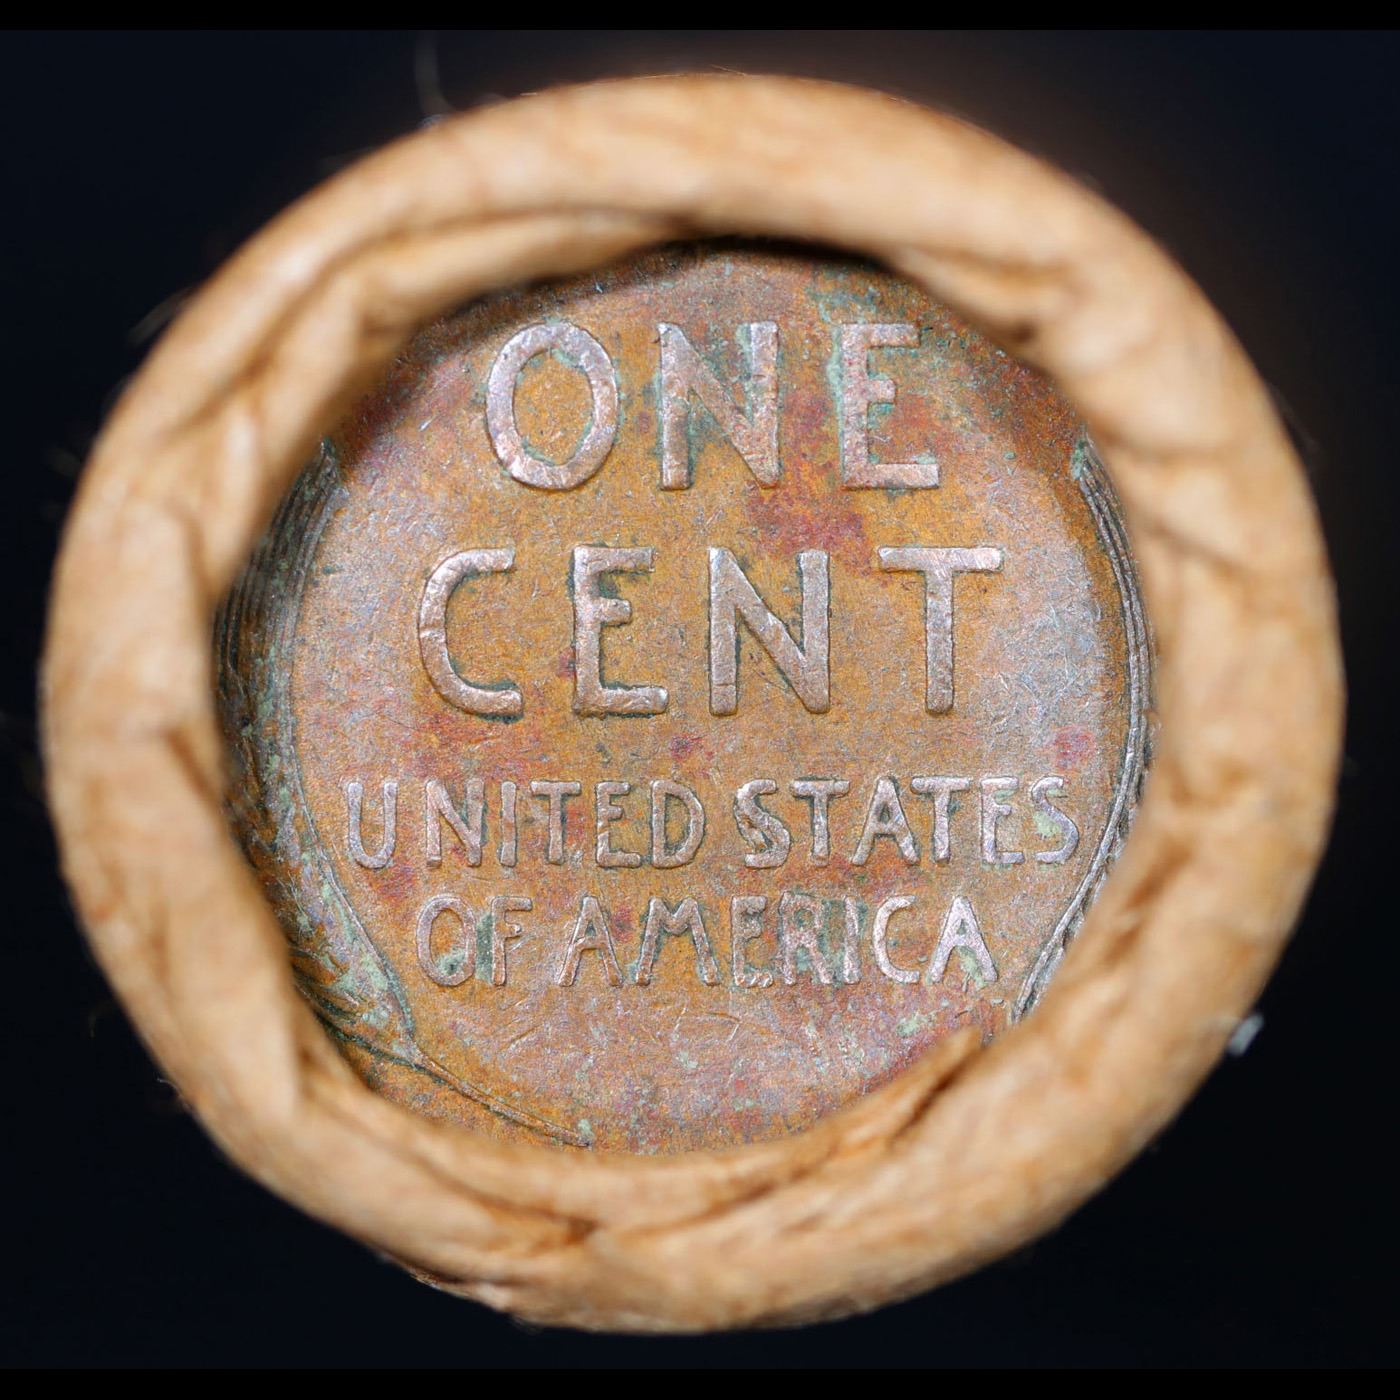 ONE
CENT
UNITED STATES
OF AMERICA